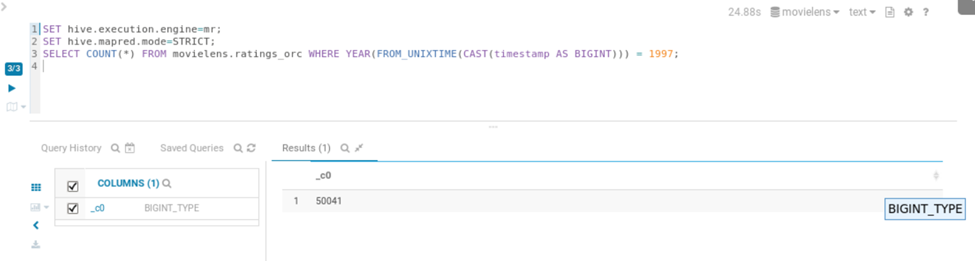 24.88s movielens text ?
1 SET hive.execution.engine=mr;
2 SET hive.mapred.mode=STRICT;
3 SELECT COUNT(*) FROM movielens.ratings_orc WHERE YEAR(FROM_UNIXTIME(CAST(timestamp AS BIGINT))) = 1997;
4
3/3
Query History Saved Queries Results (1)
COLUMNS (1)
_c0 BIGINT_TYPE
_c0
1 50041
BIGINT_TYPE